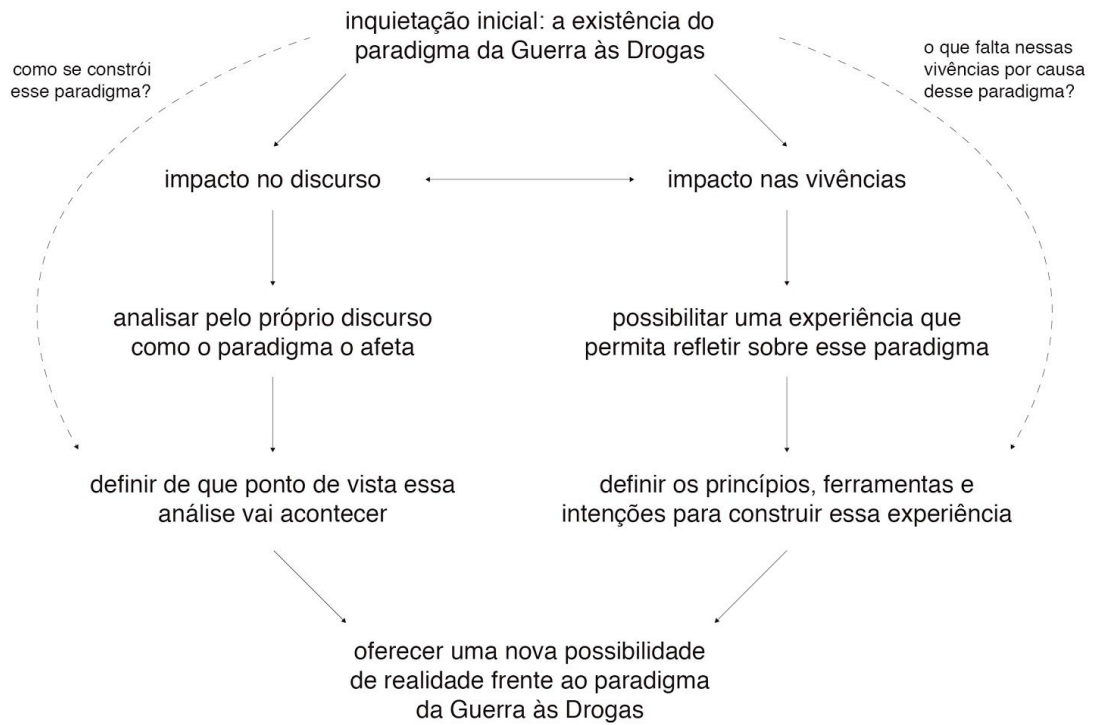 inquietação inicial: a existência do
paradigma da Guerra às Drogas
como se constrói
esse paradigma?
o que falta nessas
vivências por causa
desse paradigma?
impacto no discurso
impacto nas vivências
analisar pelo próprio discurso
como o paradigma o afeta
possibilitar uma experiência que
permita refletir sobre esse paradigma
definir de que ponto de vista essa
análise vai acontecer
definir os princípios, ferramentas e
intenções para construir essa experiência
oferecer uma nova possibilidade
de realidade frente ao paradigma
da Guerra às Drogas